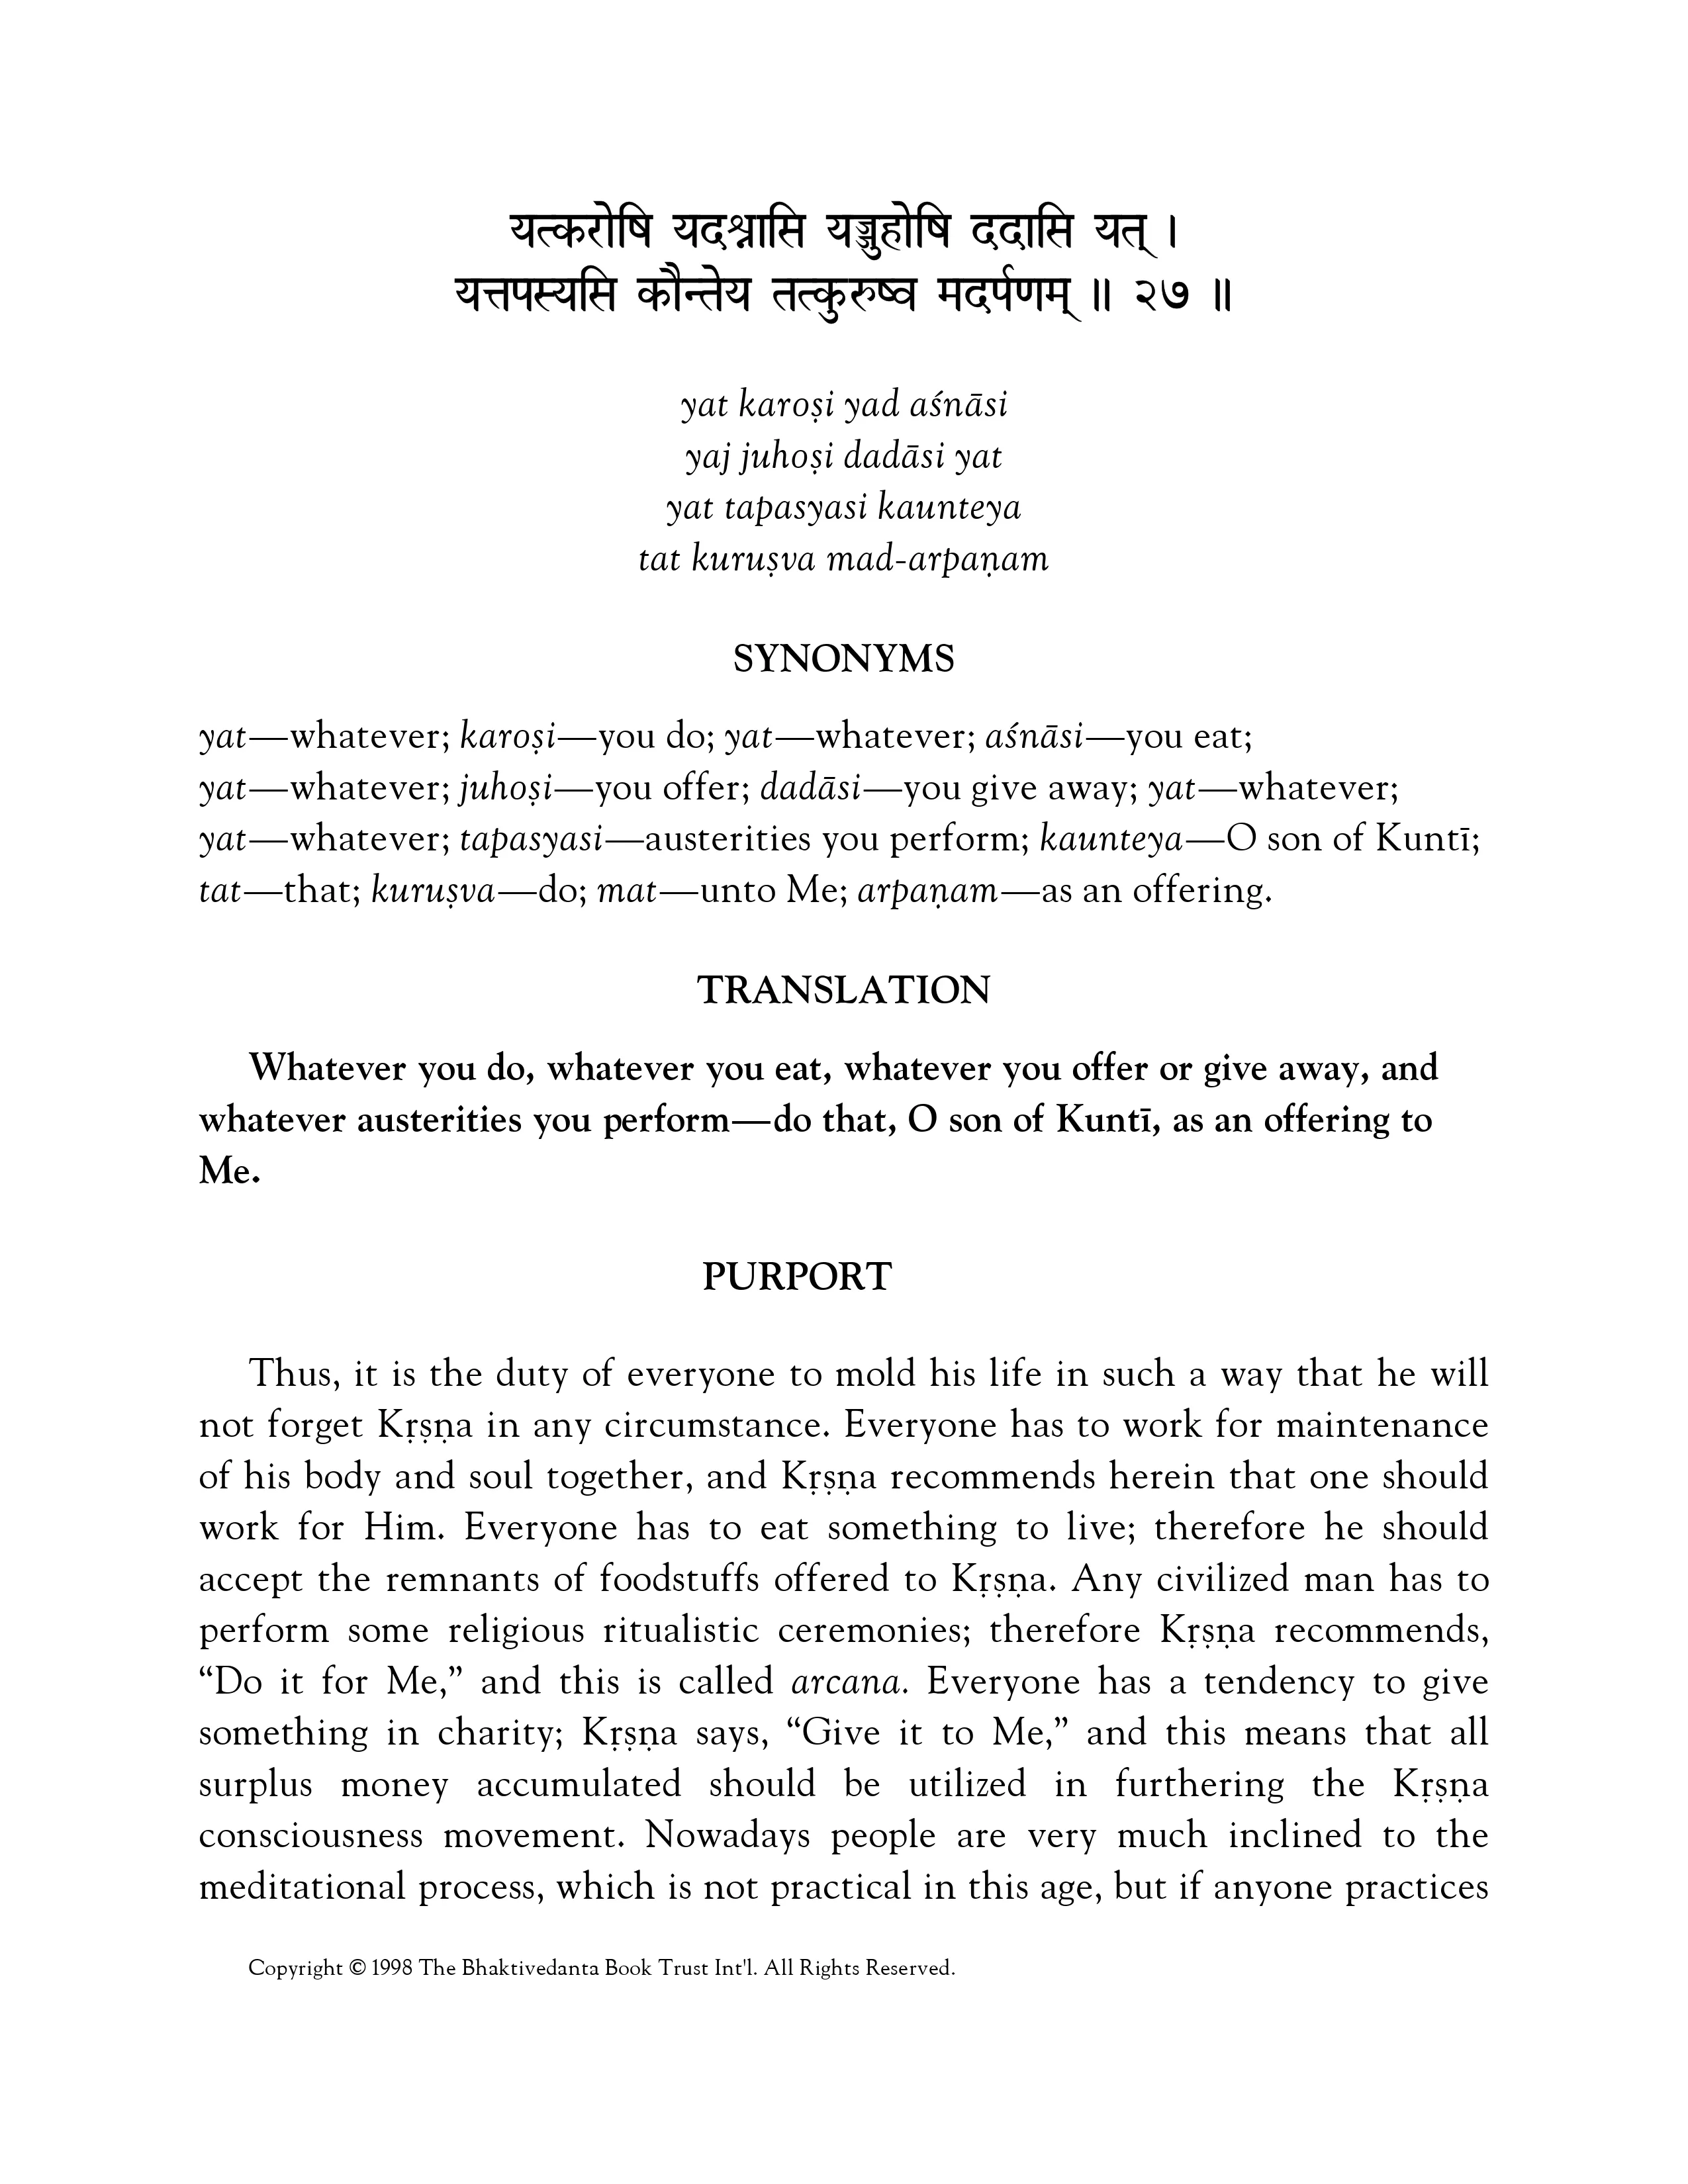 यत्करोषि यदश्नासि यज्जुहोषि ददासि यत् ।
यत्तपस्यसि कौन्तेय तत्कुरुष्व मदर्पणम् ॥ २७ ॥
yat karoṣi yad aśnāsi
yaj juhoṣi dadāsi yat
yat tapasyasi kaunteya
tat kuruṣva mad-arpaṇam
SYNONYMS
yat—whatever; karoṣi—you do; yat—whatever; aśnāsi—you eat;
yat—whatever; juhoṣi—you offer; dadāsi—you give away; yat—whatever;
yat—whatever; tapasyasi—austerities you perform; kaunteya—O son of Kuntī;
tat—that; kuruṣva—do; mat—unto Me; arpaṇam—as an offering.
TRANSLATION
Whatever you do, whatever you eat, whatever you offer or give away, and
whatever austerities you perform—do that, O son of Kuntī, as an offering to
Me.
PURPORT
Thus, it is the duty of everyone to mold his life in such a way that he will
not forget Kṛṣṇa in any circumstance. Everyone has to work for maintenance
of his body and soul together, and Kṛṣṇa recommends herein that one should
work for Him. Everyone has to eat something to live; therefore he should
accept the remnants of foodstuffs offered to Kṛṣṇa. Any civilized man has to
perform some religious ritualistic ceremonies; therefore Kṛṣṇa recommends,
“Do it for Me,” and this is called arcana. Everyone has a tendency to give
something in charity; Kṛṣṇa says, “Give it to Me,” and this means that all
surplus money accumulated should be utilized in furthering the Kṛṣṇa
consciousness movement. Nowadays people are very much inclined to the
meditational process, which is not practical in this age, but if anyone practices
Copyright © 1998 The Bhaktivedanta Book Trust Int'l. All Rights Reserved.